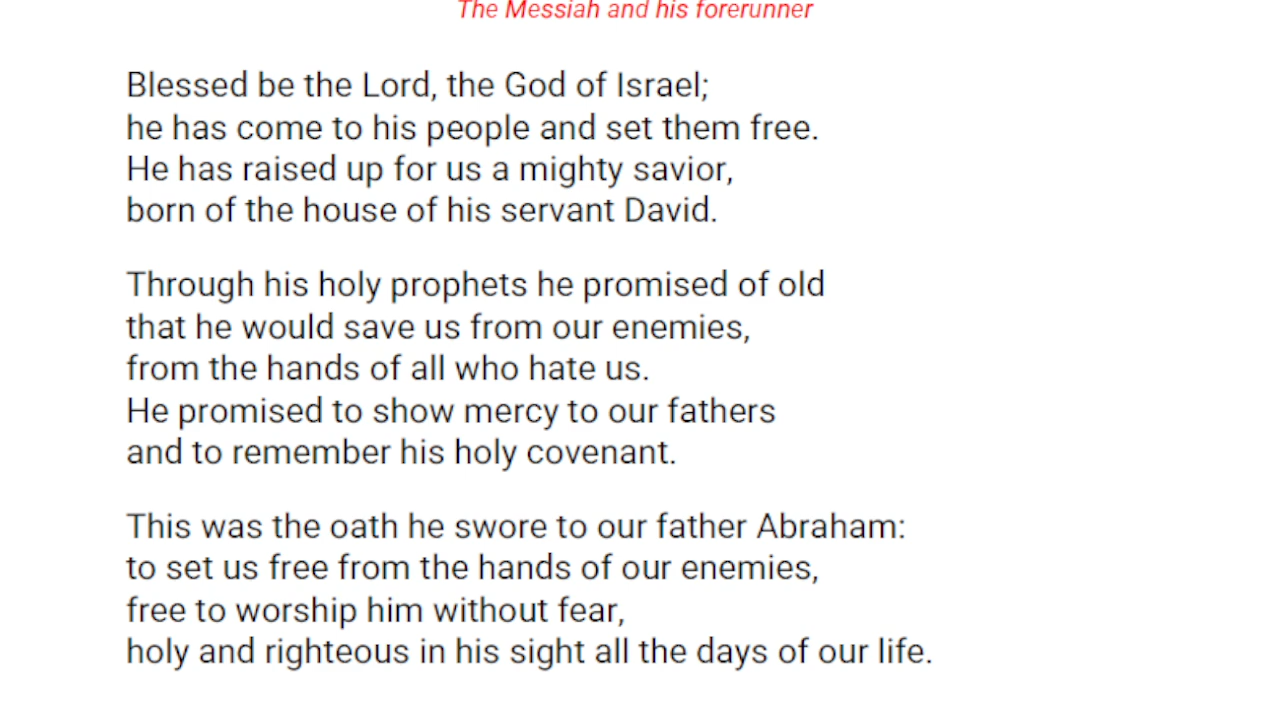 The Messiah and his forerunner
Blessed be the Lord, the God of Israel;
he has come to his people and set them free.
He has raised up for us a mighty savior,
born of the house of his servant David.
Through his holy prophets he promised of old
that he would save us from our enemies,
from the hands of all who hate us.
He promised to show mercy to our fathers
and to remember his holy covenant.
This was the oath he swore to our father Abraham:
to set us free from the hands of our enemies,
free to worship him without fear,
holy and righteous in his sight all the days of our life.